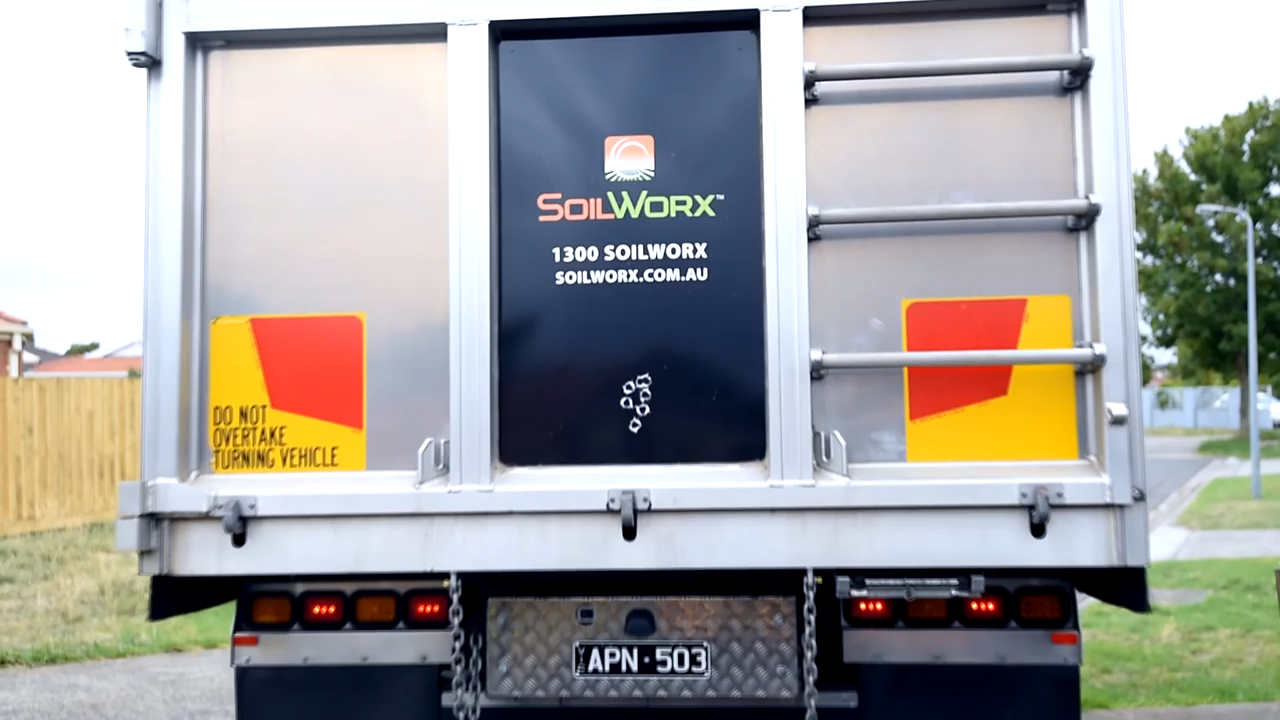 SOILWORX™
1300 SOILWORX
SOILWORX.COM.AU
DO NOT
OVERTAKE
TURNING VEHICLE
APN·503